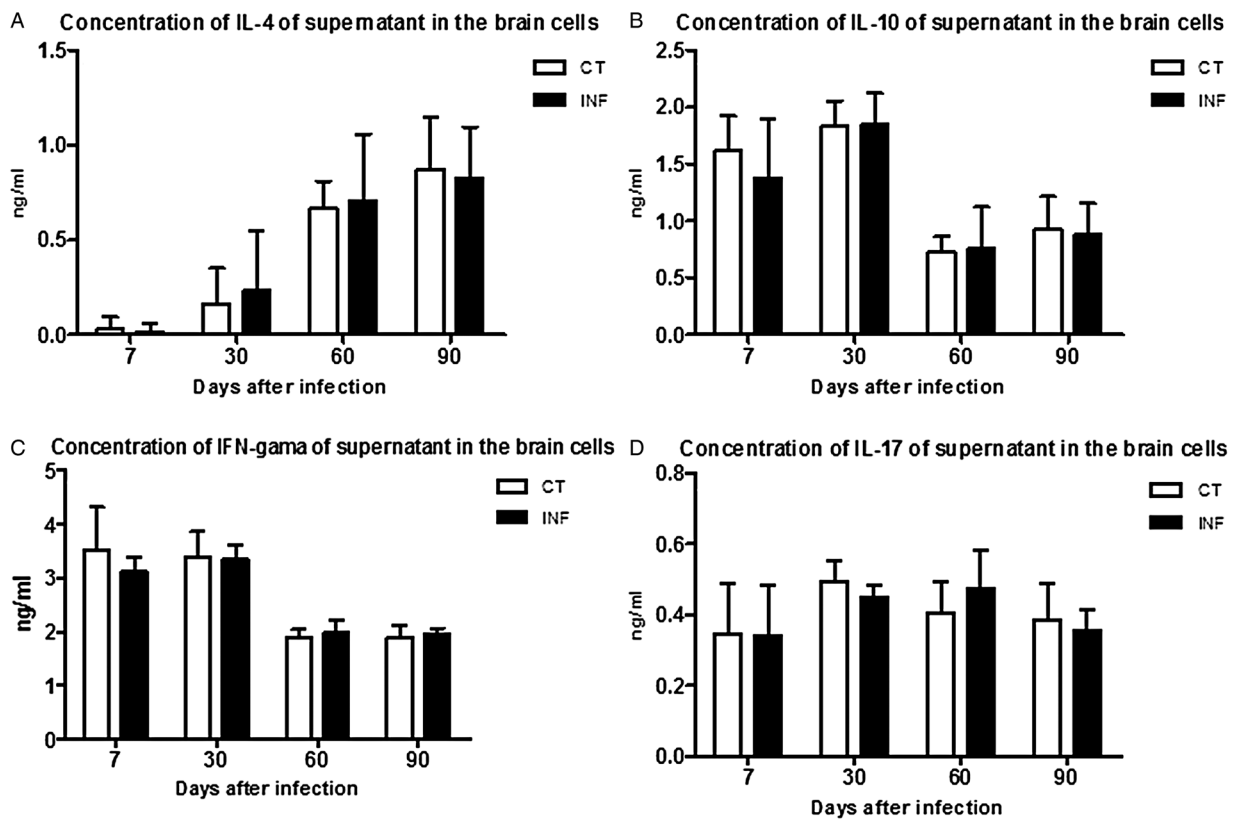 A Concentration of IL-4 of supernatant in the brain cells
1.5
1.0
0.5
0.0
ng/ml
CT
INF
7 30 60 90
Days after infection
B Concentration of IL-10 of supernatant in the brain cells
2.5
2.0
1.5
1.0
0.5
0.0
ng/ml
CT
INF
7 30 60 90
Days after infection
C Concentration of IFN-gama of supernatant in the brain cells
5
4
3
2
1
0
ng/ml
CT
INF
7 30 60 90
Days after infection
D Concentration of IL-17 of supernatant in the brain cells
0.8
0.6
0.4
0.2
0.0
ng/ml
CT
INF
7 30 60 90
Days after infection